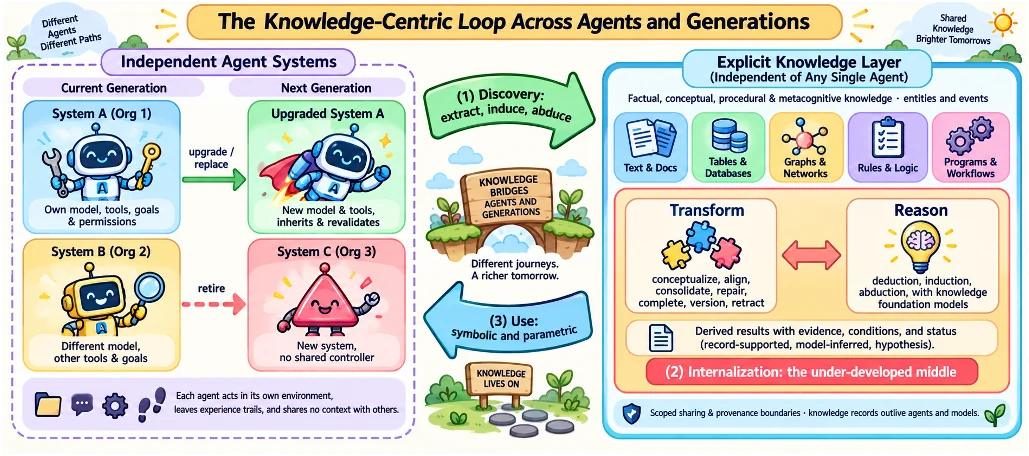 Different
Agents
Different Paths
The Knowledge-Centric Loop Across Agents and Generations
Shared
Knowledge
Brighter Tomorrows
Independent Agent Systems
Current Generation
Next Generation
System A (Org 1)
A
Own model, tools, goals
& permissions
upgrade /
replace
Upgraded System A
A
New model & tools,
inherits & revalidates
System B (Org 2)
A
Different model,
other tools & goals
retire
System C (Org 3)
New system,
no shared controller
Each agent acts in its own environment,
leaves experience trails, and shares no context with others.
(1) Discovery:
extract, induce, abduce
KNOWLEDGE
BRIDGES
AGENTS AND
GENERATIONS
Different journeys.
A richer tomorrow.
(3) Use:
symbolic and parametric
KNOWLEDGE
LIVES ON
Explicit Knowledge Layer
(Independent of Any Single Agent)
Factual, conceptual, procedural & metacognitive knowledge · entities and events
Text & Docs
Tables &
Databases
Graphs &
Networks
Rules & Logic
Programs &
Workflows
Transform
conceptualize, align,
consolidate, repair,
complete, version, retract
Reason
deduction, induction,
abduction, with knowledge
foundation models
Derived results with evidence, conditions, and status
(record-supported, model-inferred, hypothesis).
(2) Internalization: the under-developed middle
Scoped sharing & provenance boundaries · knowledge records outlive agents and models.